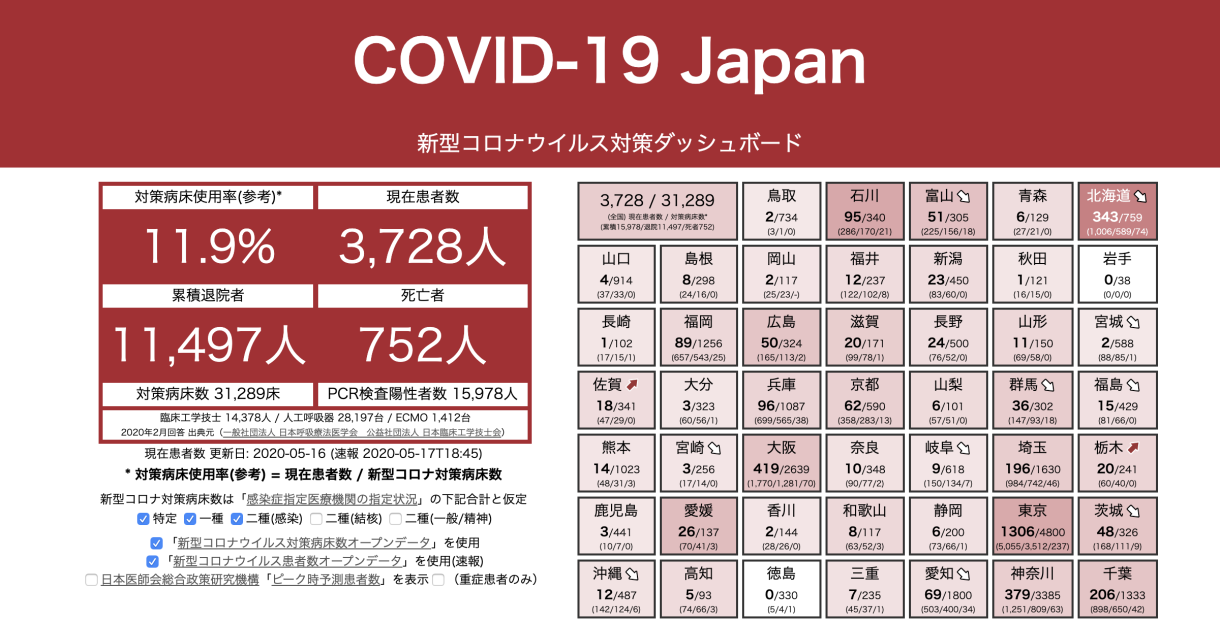 COVID-19 Japan
新型コロナウイルス対策ダッシュボード
対策病床使用率(参考)*
現在患者数
11.9%
3,728人
累積退院者
死亡者
11,497人
752人
対策病床数 31,289床
PCR検査陽性者数 15,978人
臨床工学技士 14,378人 / 人工呼吸器 28,197台 / ECMO 1,412台
2020年2月回答 出典元《一般社団法人 日本呼吸療法医学会　公益社団法人 日本臨床工学技士会》
現在患者数 更新日: 2020-05-16 (速報 2020-05-17T18:45)
* 対策病床使用率(参考) = 現在患者数 / 新型コロナ対策病床数
新型コロナ対策病床数は「感染症指定医療機関の指定状況」の下記合計と仮定
特定 一種 二種(感染) 二種(結核) 二種(一般/精神)
「新型コロナウイルス対策病床数オープンデータ」を使用
「新型コロナウイルス患者数オープンデータ」を使用(速報)
日本医師会総合政策研究機構「ピーク時予測患者数」を表示 （重症患者のみ）
3,728 / 31,289
(全国) 現在患者数 / 対策病床数*
(累積15,978/退院11,497/死者752)
鳥取
2/734
(3/1/0)
石川
95/340
(286/170/21)
富山
51/305
(225/156/18)
青森
6/129
(27/21/0)
北海道
343/759
(1,006/589/74)
山口
4/914
(37/33/0)
島根
8/298
(24/16/0)
岡山
2/117
(25/23/-)
福井
12/237
(122/102/8)
新潟
23/450
(83/60/0)
秋田
1/121
(16/15/0)
岩手
0/38
(0/0/0)
長崎
1/102
(17/15/1)
福岡
89/1256
(657/543/25)
広島
50/324
(165/113/2)
滋賀
20/171
(99/78/1)
長野
24/500
(76/52/0)
山形
11/150
(69/58/0)
宮城
2/588
(88/85/1)
佐賀
18/341
(47/29/0)
大分
3/323
(60/56/1)
兵庫
96/1087
(699/565/38)
京都
62/590
(358/283/13)
山梨
6/101
(57/51/0)
群馬
36/302
(147/93/18)
福島
15/429
(81/66/0)
熊本
14/1023
(48/31/3)
宮崎
3/256
(17/14/0)
大阪
419/2639
(1,770/1,281/70)
奈良
10/348
(90/77/2)
岐阜
9/618
(150/134/7)
埼玉
196/1630
(984/742/46)
栃木
20/241
(60/40/0)
鹿児島
3/441
(10/7/0)
愛媛
26/137
(70/41/3)
香川
2/144
(28/26/0)
和歌山
8/117
(63/52/3)
静岡
6/200
(73/66/1)
東京
1306/4800
(5,055/3,512/237)
茨城
48/326
(168/111/9)
沖縄
12/487
(142/124/6)
高知
5/93
(74/66/3)
徳島
0/330
(5/4/1)
三重
7/235
(45/37/1)
愛知
69/1800
(503/400/34)
神奈川
379/3385
(1,251/809/63)
千葉
206/1333
(898/650/42)